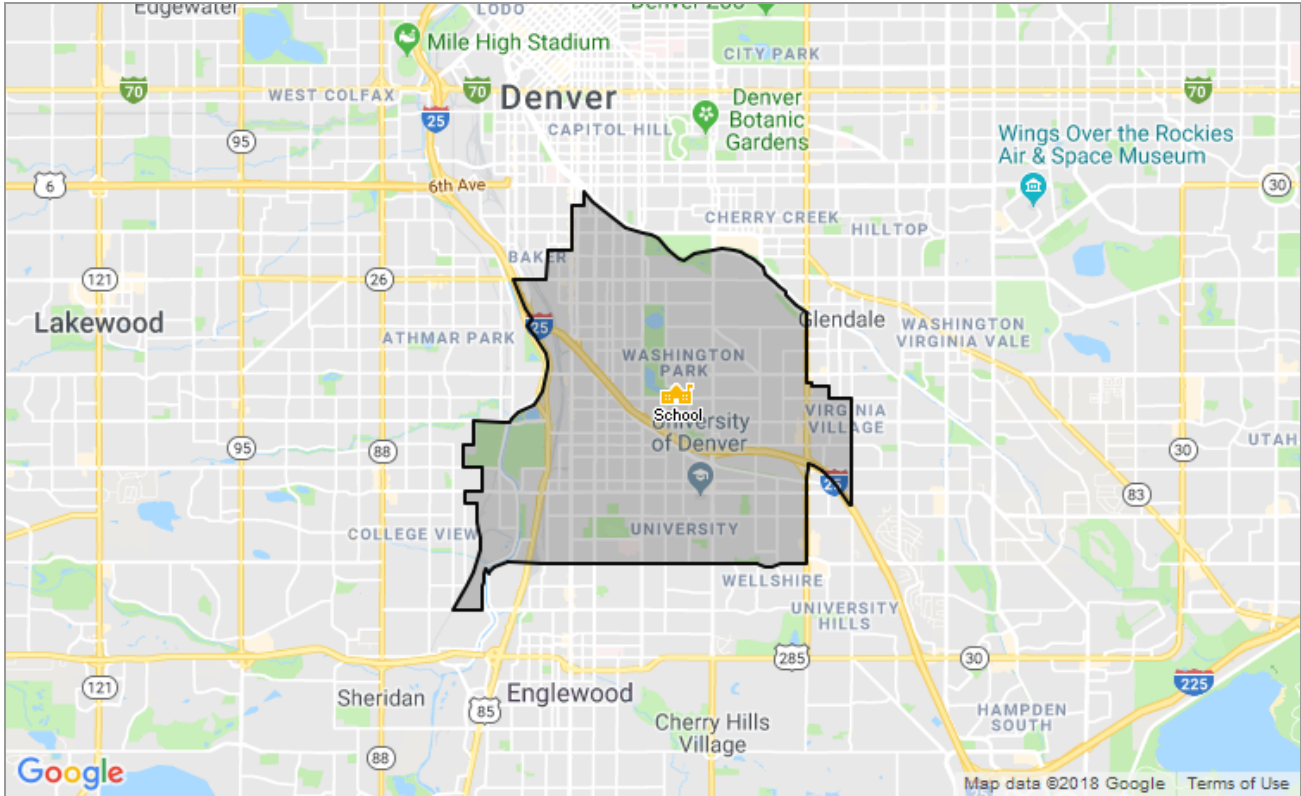 Edgewater
LODO
Denver Zoo
Mile High Stadium
CITY PARK
70
WEST COLFAX
70
Denver
70
25
CAPITOL HILL
Denver
Botanic
Gardens
95
Wings Over the Rockies
Air & Space Museum
6
6th Ave
30
CHERRY CREEK
HILLTOP
BAKER
121
26
Lakewood
25
ATHMAR PARK
Glendale
WASHINGTON
VIRGINIA VALE
WASHINGTON
PARK
School
University
of Denver
VIRGINIA
VILLAGE
95
88
30
UTAH
25
83
COLLEGE VIEW
UNIVERSITY
WELLSHIRE
UNIVERSITY
HILLS
285
30
121
Sheridan
Englewood
85
225
HAMPDEN
SOUTH
Cherry Hills
Village
88
Google
25
Map data ©2018 Google
Terms of Use